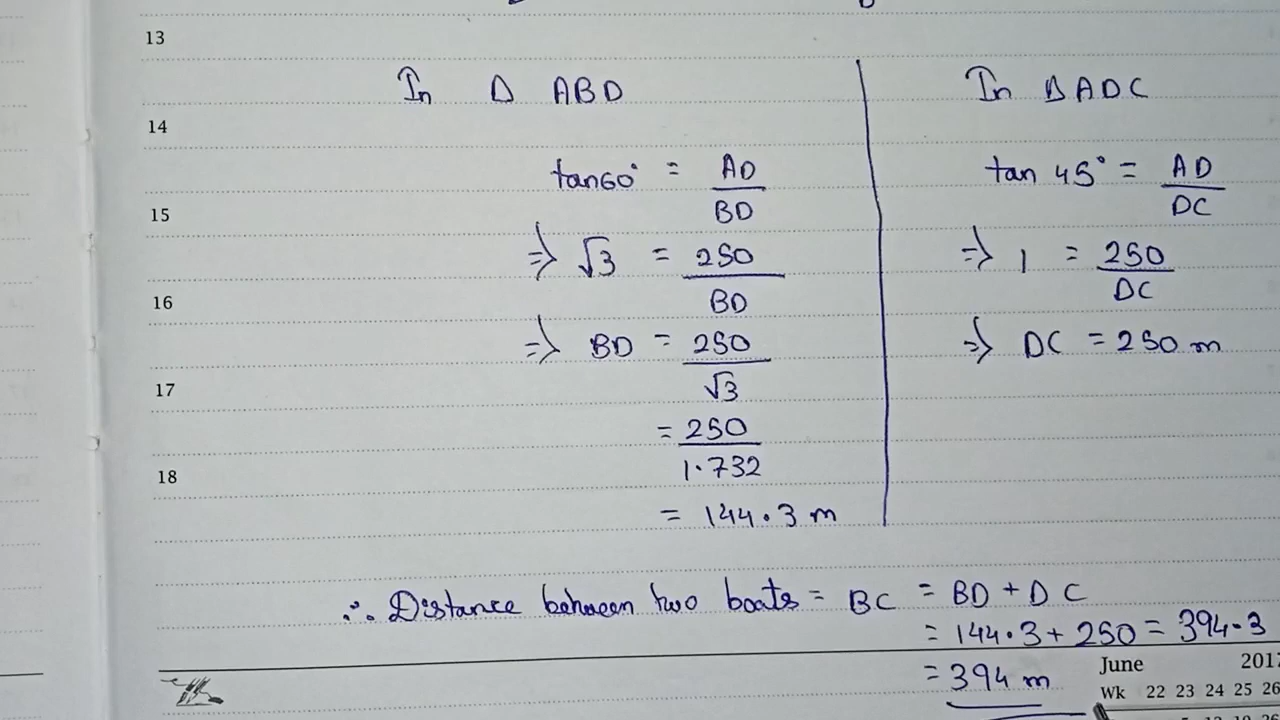 13
In Δ ABD
14
tan60° = AD/BD
15
⇒ √3 = 250/BD
16
⇒ BD = 250/√3
17
= 250/1.732
18
= 144.3 m
In Δ ADC
tan 45° = AD/DC
⇒ 1 = 250/DC
⇒ DC = 250 m
∴ Distance between two boats = BC = BD + DC
= 144.3 + 250 = 394.3
= 394 m
June 2017
Wk 22 23 24 25 26